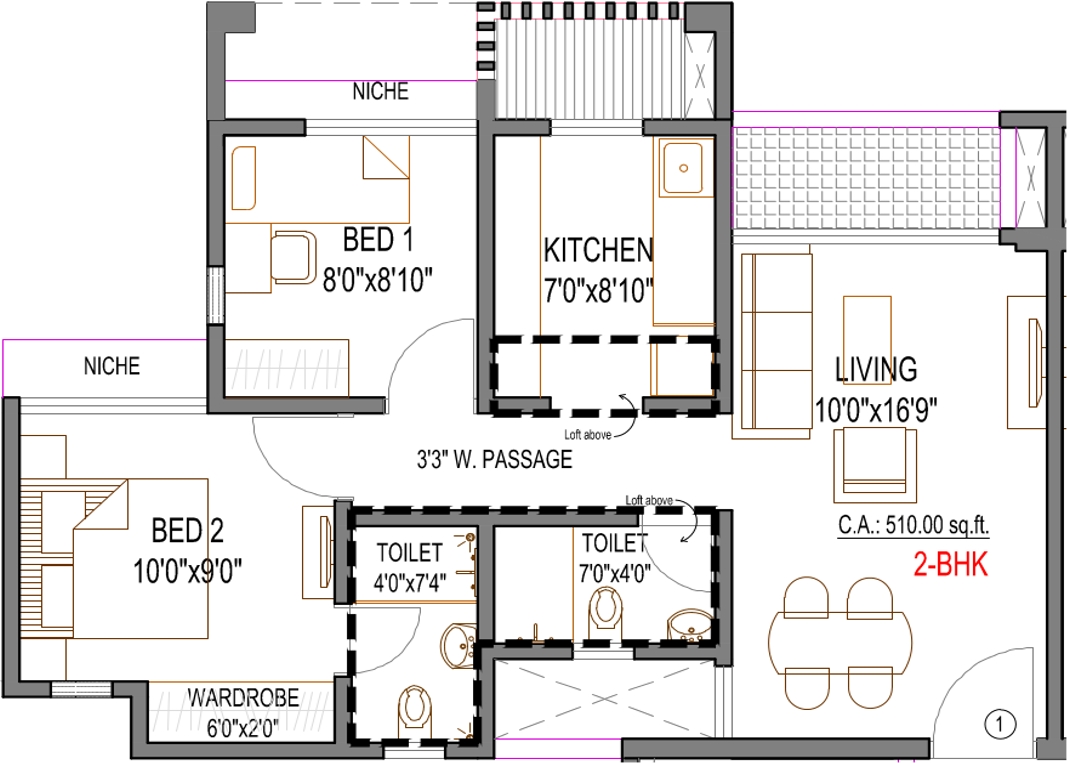 NICHE
BED 1
8'0"x8'10"
KITCHEN
7'0"x8'10"
NICHE
LIVING
10'0"x16'9"
Loft above
3'3" W. PASSAGE
Loft above
C.A.: 510.00 sq.ft.
2-BHK
BED 2
10'0"x9'0"
TOILET
4'0"x7'4"
TOILET
7'0"x4'0"
WARDROBE
6'0"x2'0"
1